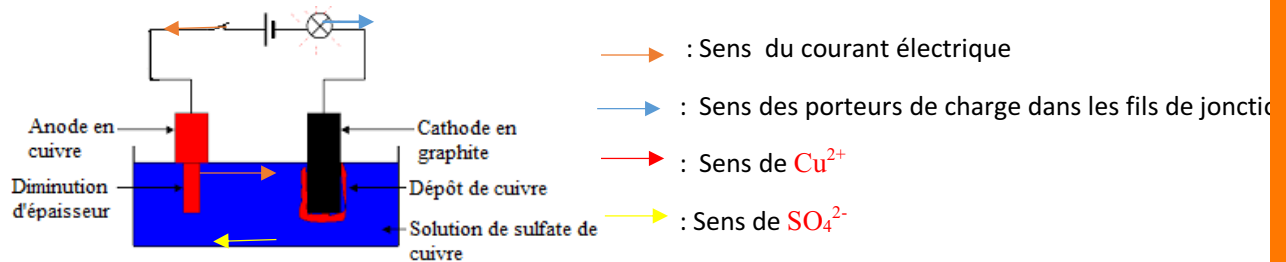 : Sens du courant électrique
: Sens des porteurs de charge dans les fils de jonctio
: Sens de Cu²⁺
: Sens de SO₄²⁻
Anode en
cuivre
Diminution
d'épaisseur
Cathode en
graphite
Dépôt de cuivre
Solution de sulfate de
cuivre